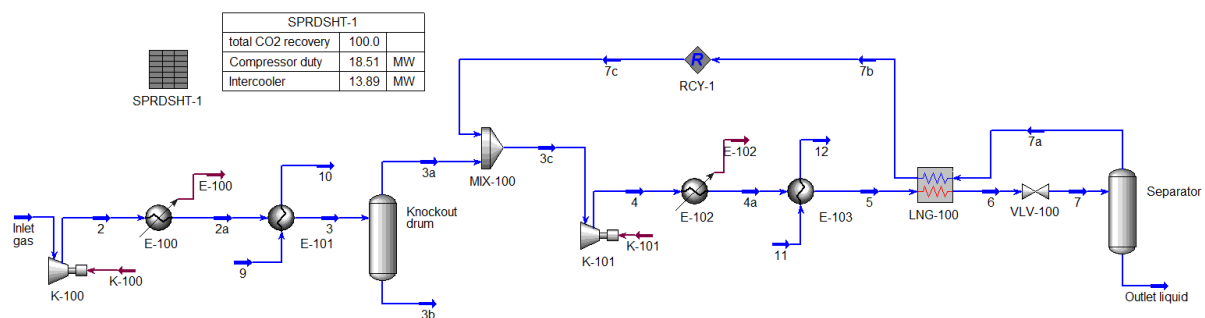 SPRDSHT-1
total CO2 recovery 100.0
Compressor duty 18.51 MW
Intercooler 13.89 MW
SPRDSHT-1
R
7c
7b
RCY-1
7a
12
E-102
10
3a
3c
MIX-100
E-100
4
4a
5
6
7
Separator
E-102
E-103
LNG-100
VLV-100
Inlet
gas
2
2a
3
Knockout
drum
E-100
E-101
K-101
K-101
11
9
K-100
K-100
3b
Outlet liquid